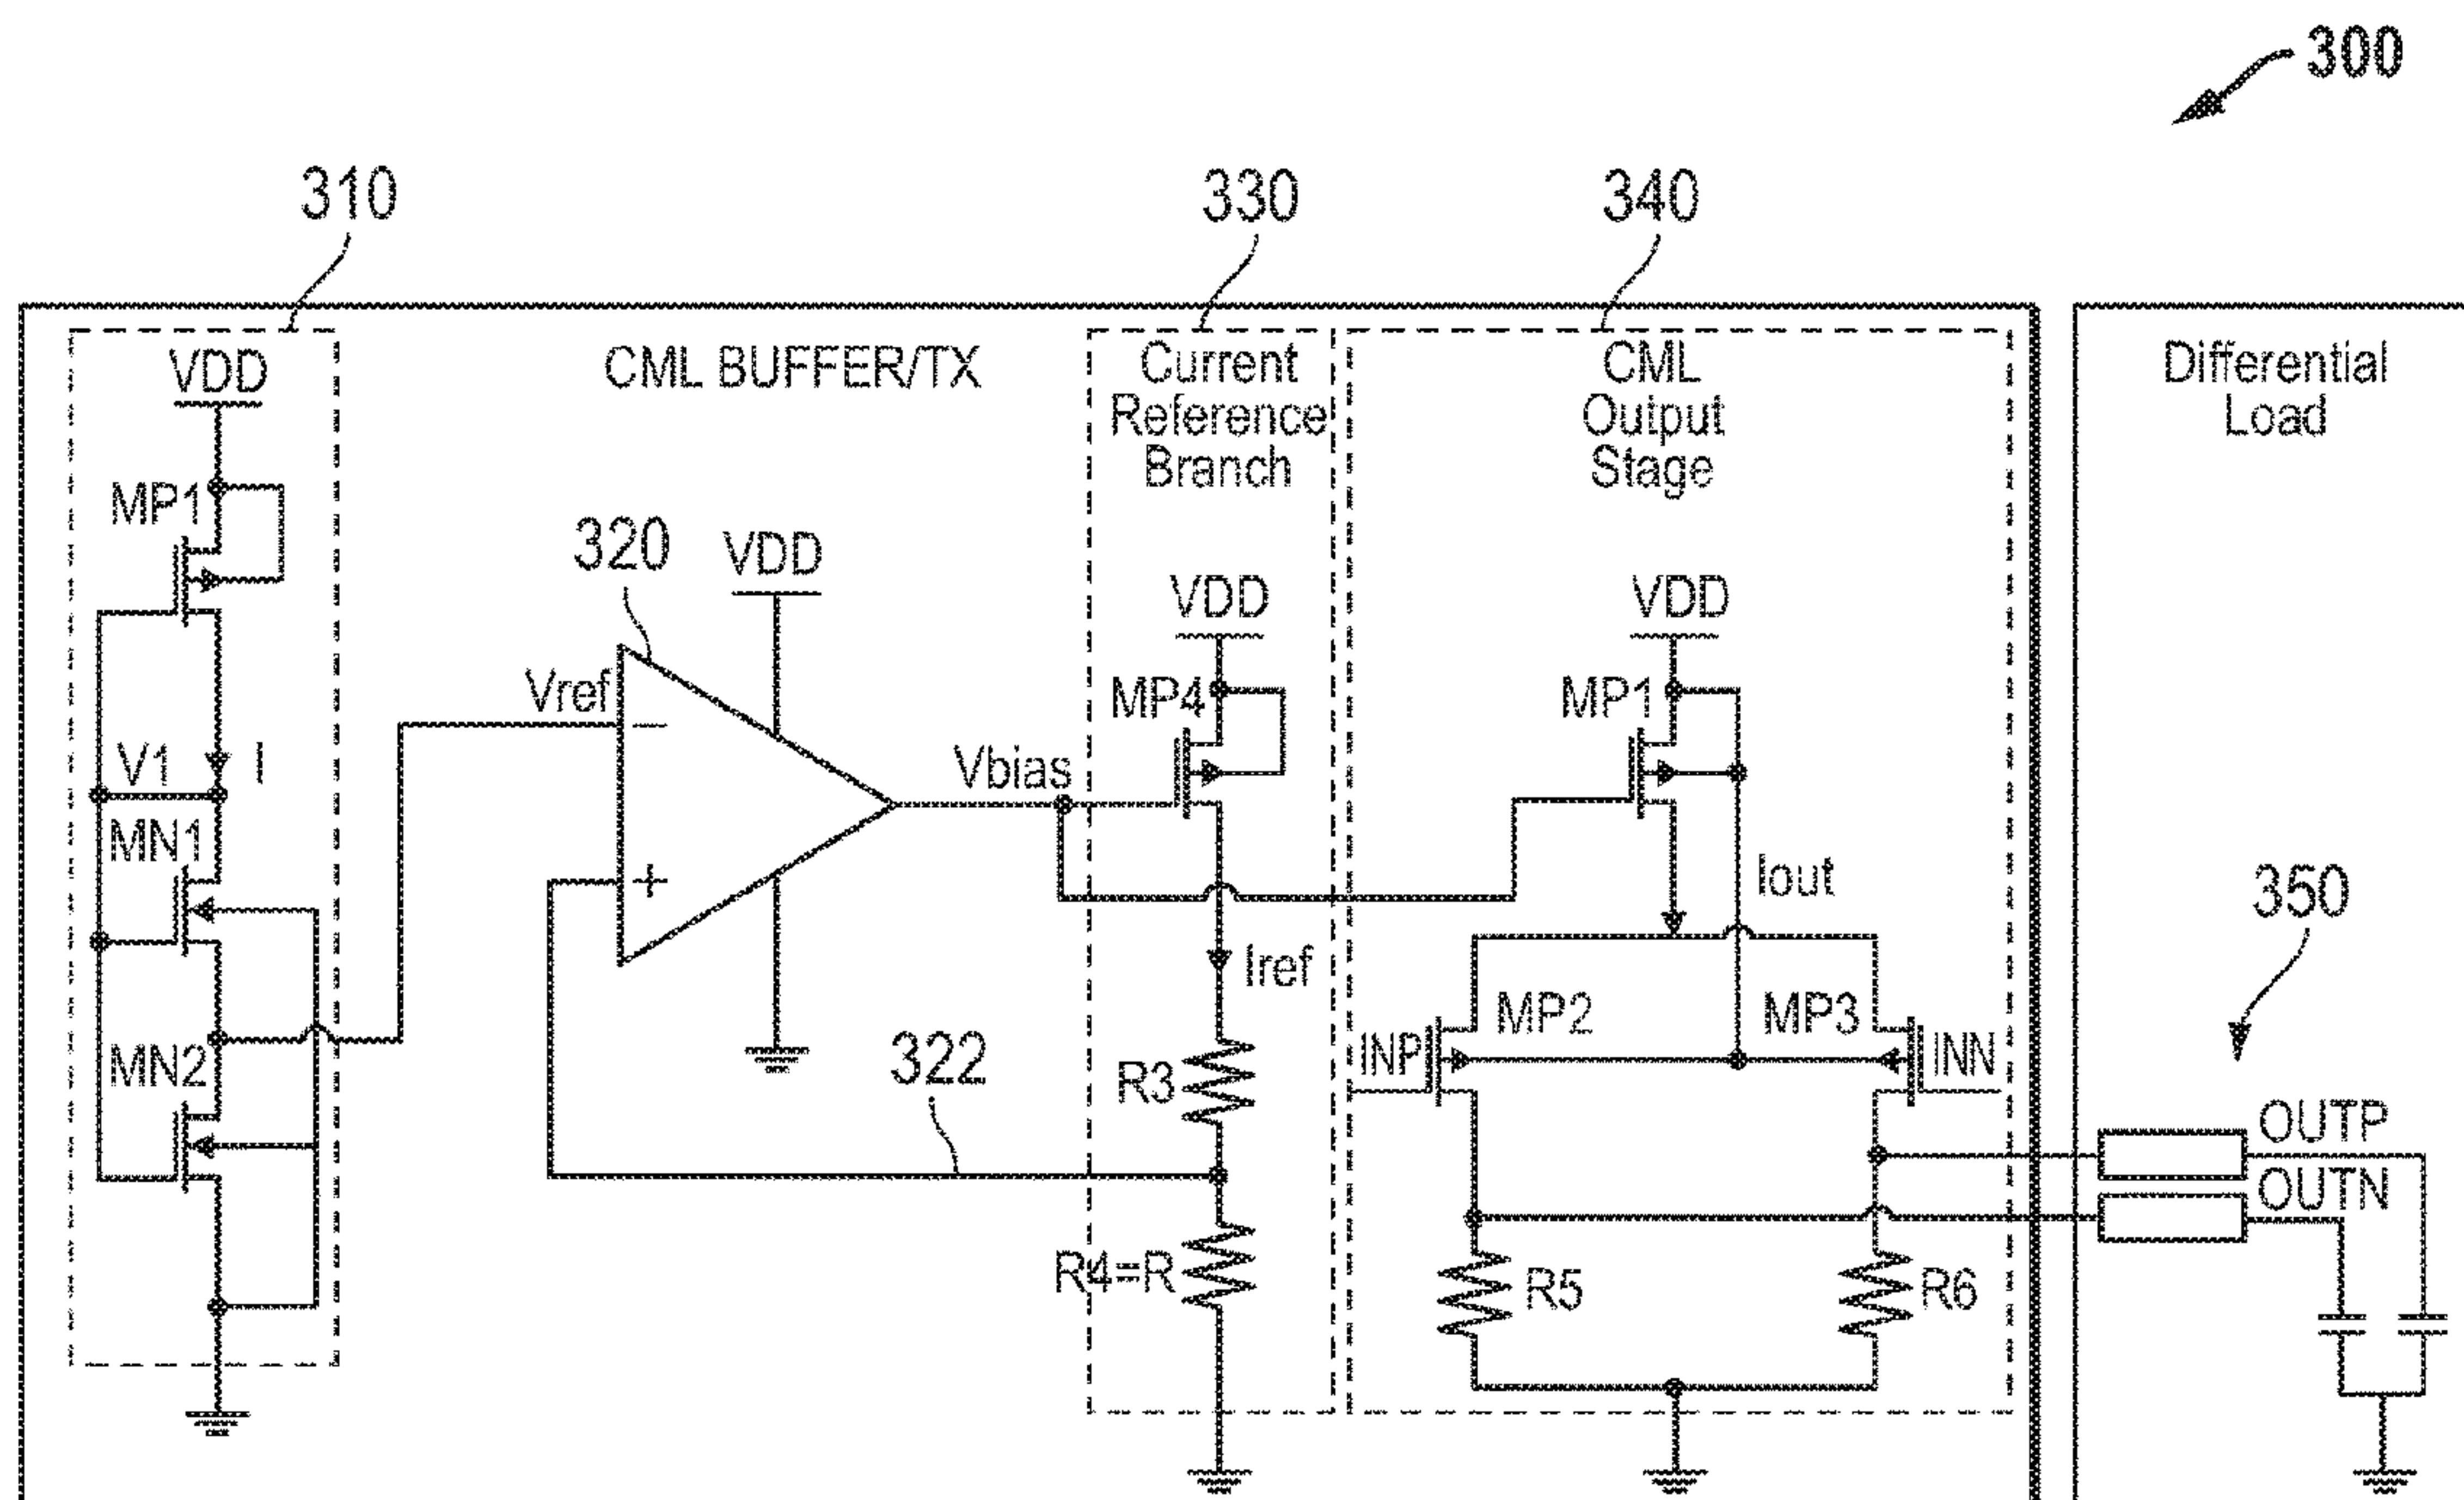 300
310
330
340
VDD
CML BUFFER/TX
Current
Reference
Branch
CML
Output
Stage
Differential
Load
MP1
320
VDD
VDD
VDD
Vref
−
MP4
MP1
V1
I
Vbias
MN1
+
Iout
350
Iref
MP2
MP3
INP
INN
322
MN2
R3
OUTP
OUTN
R4=R
R5
R6